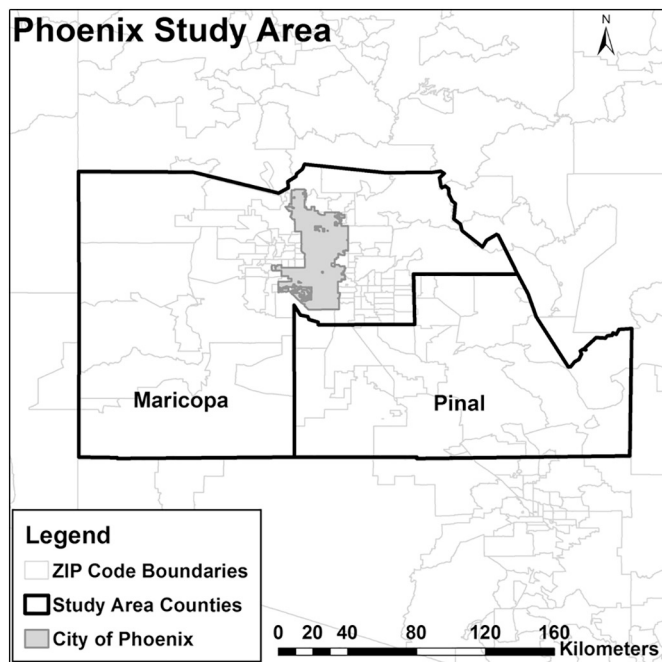 Phoenix Study Area
N
Maricopa
Pinal
Legend
ZIP Code Boundaries
Study Area Counties
City of Phoenix
0 20 40 80 120 160
Kilometers